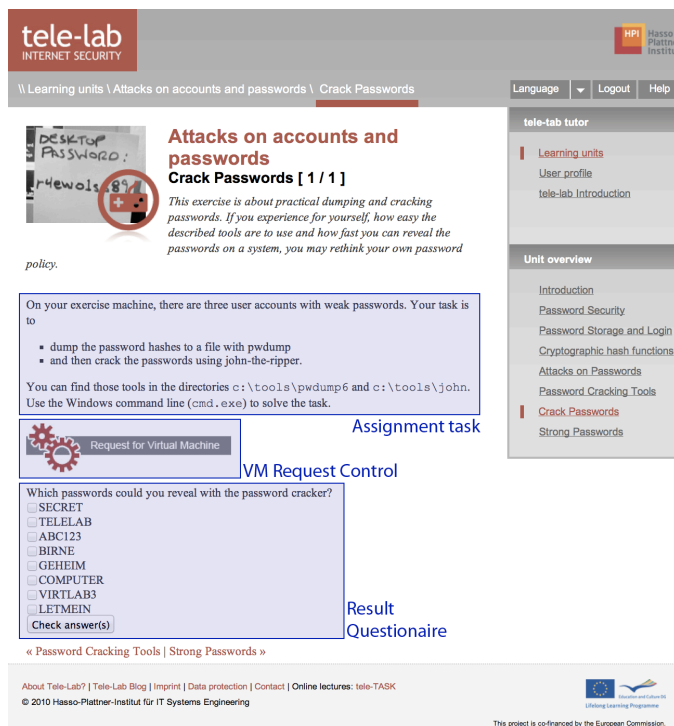 tele-lab
INTERNET SECURITY
HPI Hasso
Plattne
Institu
\\ Learning units \ Attacks on accounts and passwords \ Crack Passwords
Language Logout Help
DESKTOP
PASSWORD:
Attacks on accounts and
passwords
Crack Passwords [ 1 / 1 ]
This exercise is about practical dumping and cracking
passwords. If you experience for yourself, how easy the
described tools are to use and how fast you can reveal the
passwords on a system, you may rethink your own password
policy.
tele-tab tutor
Learning units
User profile
tele-lab Introduction
Unit overview
Introduction
Password Security
Password Storage and Login
Cryptographic hash functions
Attacks on Passwords
Password Cracking Tools
Crack Passwords
Strong Passwords
On your exercise machine, there are three user accounts with weak passwords. Your task is
to
▪ dump the password hashes to a file with pwdump
▪ and then crack the passwords using john-the-ripper.
You can find those tools in the directories c:\tools\pwdump6 and c:\tools\john.
Use the Windows command line (cmd.exe) to solve the task.
Assignment task
Request for Virtual Machine
VM Request Control
Which passwords could you reveal with the password cracker?
SECRET
TELELAB
ABC123
BIRNE
GEHEIM
COMPUTER
VIRTLAB3
LETMEIN
Check answer(s)
Result
Questionaire
« Password Cracking Tools | Strong Passwords »
About Tele-Lab? | Tele-Lab Blog | Imprint | Data protection | Contact | Online lectures: tele-TASK
© 2010 Hasso-Plattner-Institut für IT Systems Engineering
Education and Culture DG
Lifelong Learning Programme
This project is co-financed by the European Commission.